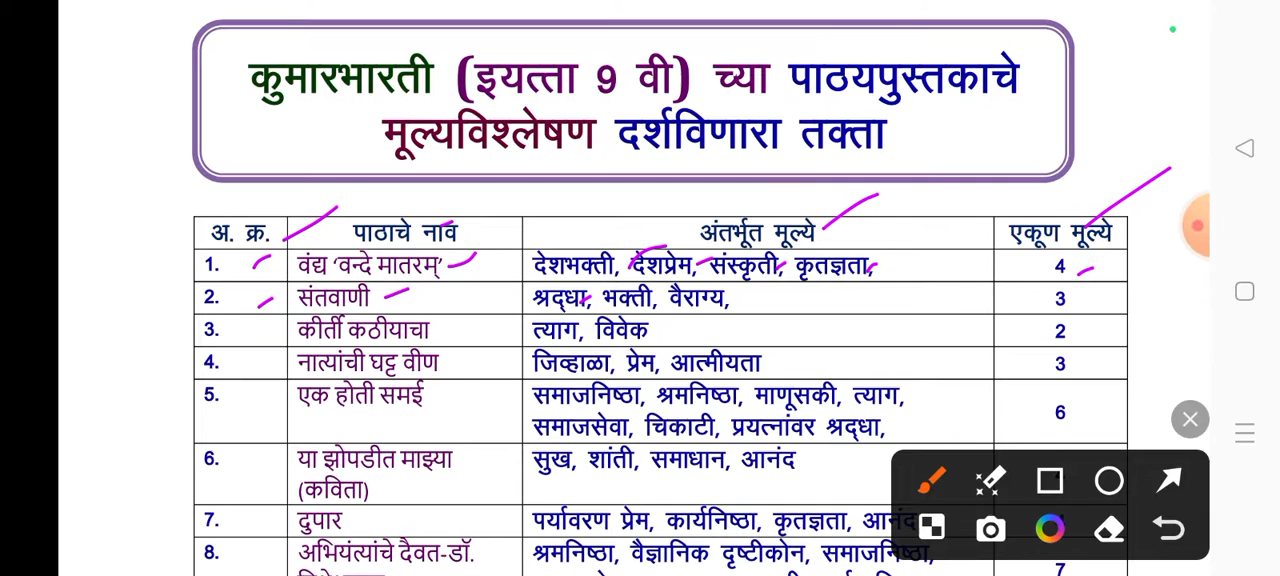 कुमारभारती (इयत्ता 9 वी) च्या पाठयपुस्तकाचे
मूल्यविश्लेषण दर्शविणारा तक्ता
अ. क्र. पाठाचे नाव अंतर्भूत मूल्ये एकूण मूल्ये
1. वंद्य ‘वन्दे मातरम्’ देशभक्ती, देशप्रेम, संस्कृती, कृतज्ञता, 4
2. संतवाणी श्रद्धा, भक्ती, वैराग्य, 3
3. कीर्ती कठीयाचा त्याग, विवेक 2
4. नात्यांची घट्ट वीण जिव्हाळा, प्रेम, आत्मीयता 3
5. एक होती समई समाजनिष्ठा, श्रमनिष्ठा, माणूसकी, त्याग, 6
समाजसेवा, चिकाटी, प्रयत्नांवर श्रद्धा,
6. या झोपडीत माझ्या सुख, शांती, समाधान, आनंद
(कविता)
7. दुपार पर्यावरण प्रेम, कार्यनिष्ठा, कृतज्ञता, आनंद
8. अभियंत्यांचे दैवत-डॉ. श्रमनिष्ठा, वैज्ञानिक दृष्टीकोन, समाजनिष्ठा,
7